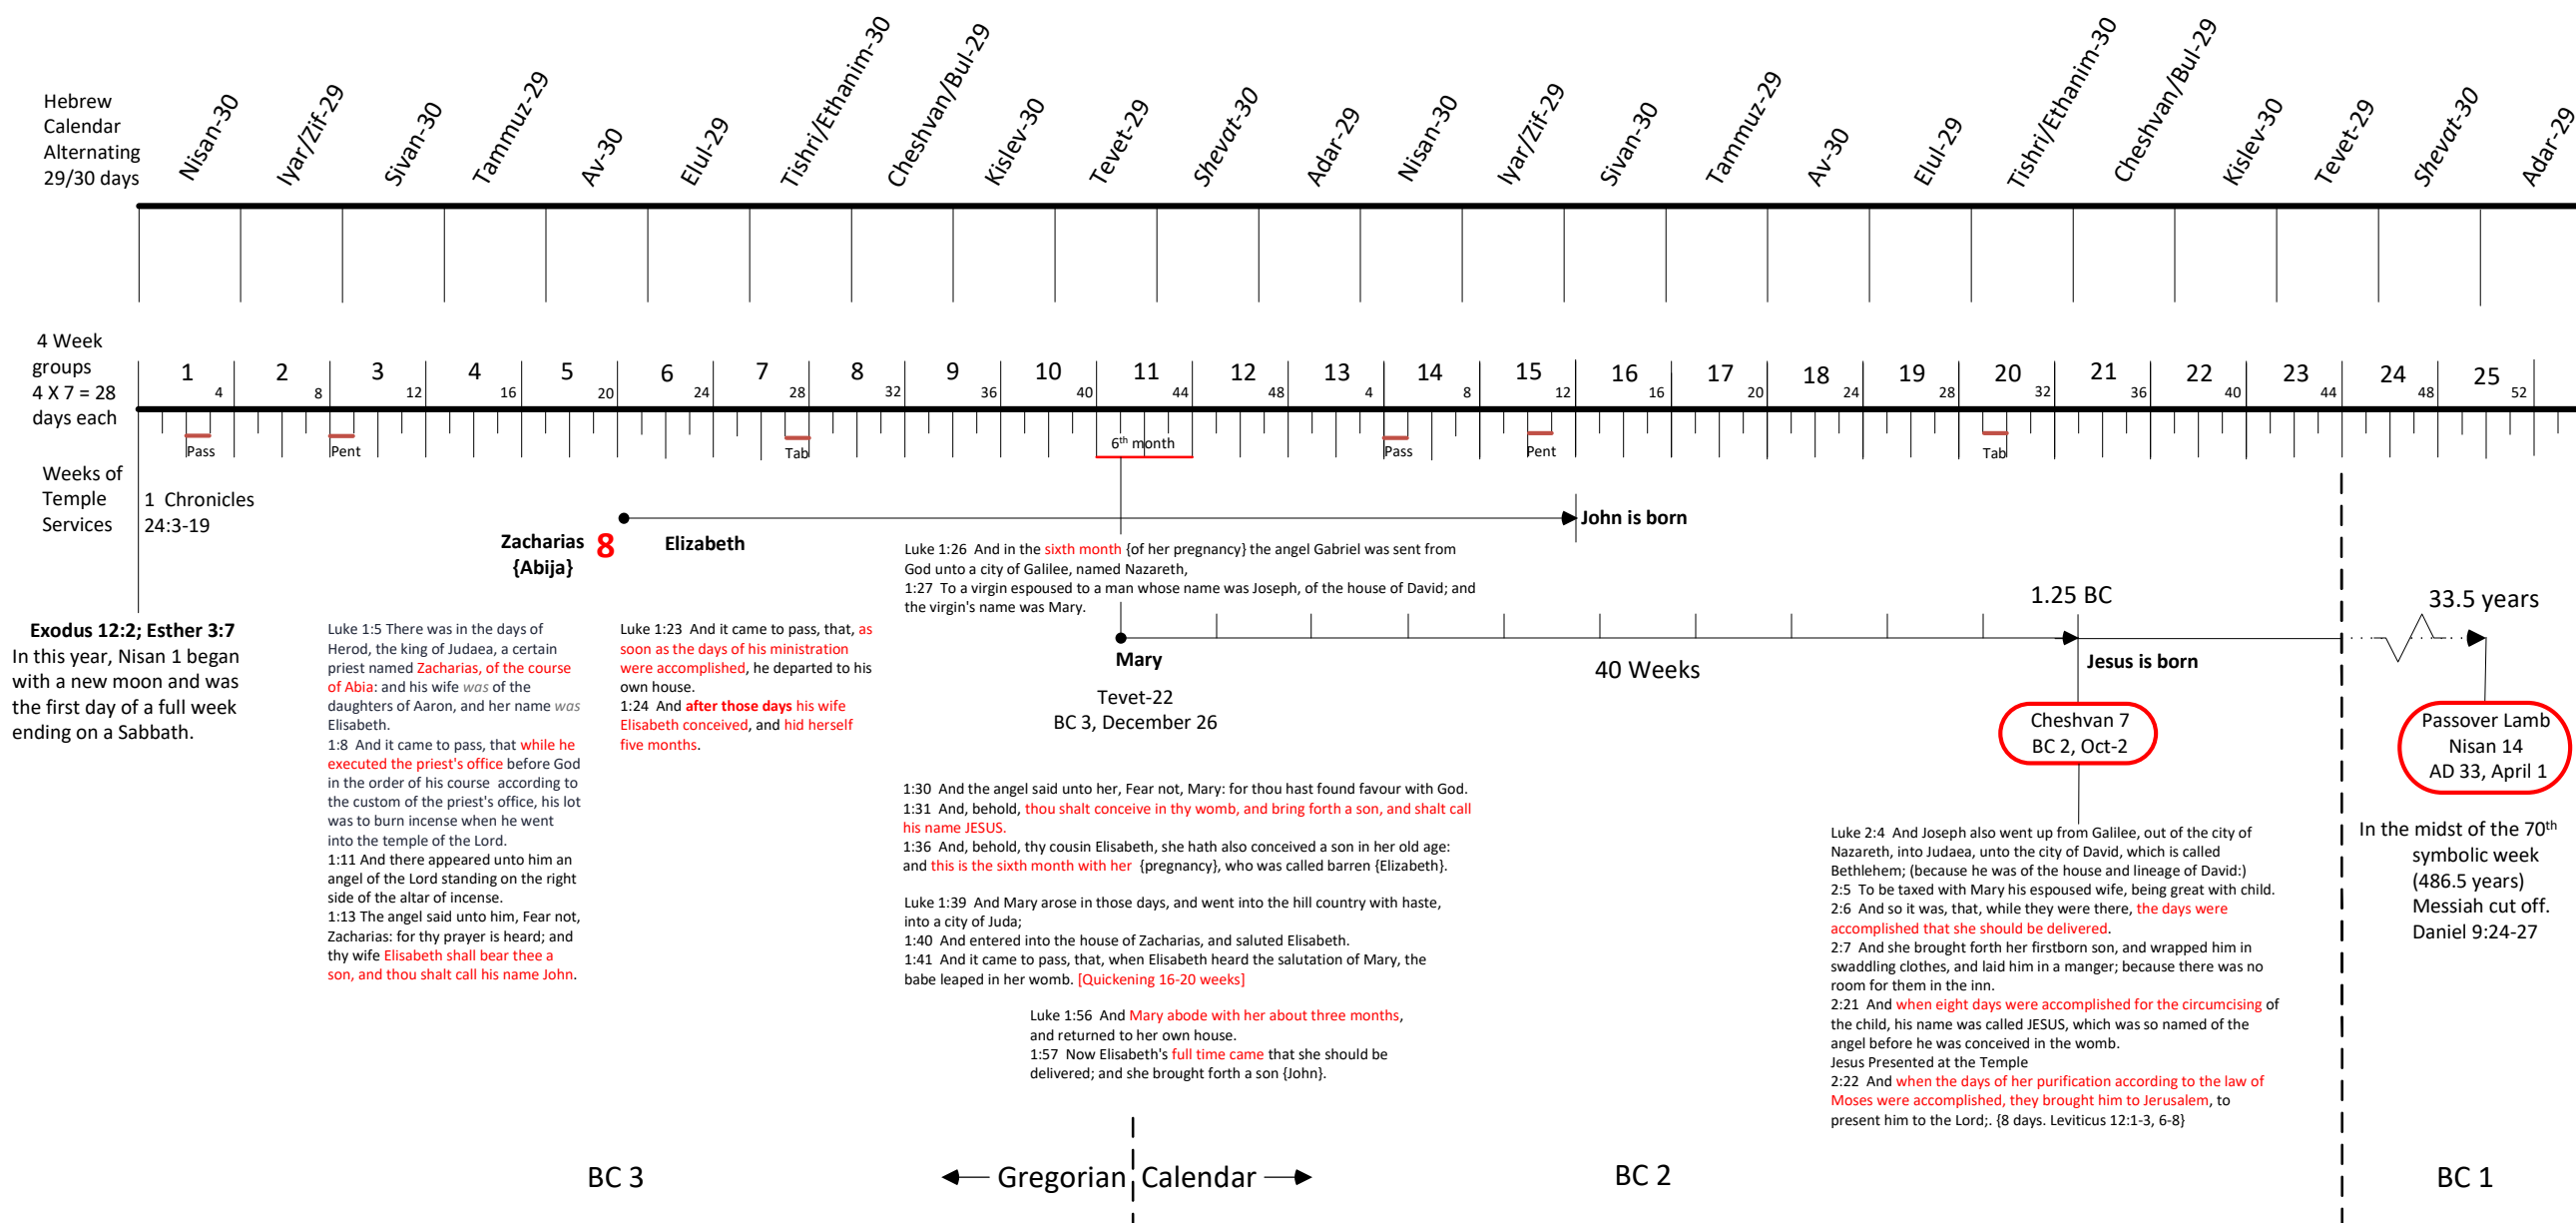 Hebrew
Calendar
Alternating
29/30 days
Nisan-30
Iyar/Zif-29
Sivan-30
Tammuz-29
Av-30
Elul-29
Tishri/Ethanim-30
Cheshvan/Bul-29
Kislev-30
Tevet-29
Shevat-30
Adar-29
Nisan-30
Iyar/Zif-29
Sivan-30
Tammuz-29
Av-30
Elul-29
Tishri/Ethanim-30
Cheshvan/Bul-29
Kislev-30
Tevet-29
Shevat-30
Adar-29
4 Week
groups
4 X 7 = 28
days each
1 2 3 4 5 6 7 8 9 10 11 12 13 14 15 16 17 18 19 20 21 22 23 24 25
4 8 12 16 20 24 28 32 36 40 44 48 4 8 12 16 20 24 28 32 36 40 44 48 52
Pass
Pent
Tab
6th month
Pass
Pent
Tab
Weeks of
Temple
Services
1 Chronicles
24:3-19
Zacharias
{Abija}
8
Elizabeth
John is born
Exodus 12:2; Esther 3:7
In this year, Nisan 1 began
with a new moon and was
the first day of a full week
ending on a Sabbath.
Luke 1:5 There was in the days of
Herod, the king of Judaea, a certain
priest named Zacharias, of the course
of Abia: and his wife was of the
daughters of Aaron, and her name was
Elisabeth.
1:8 And it came to pass, that while he
executed the priest's office before God
in the order of his course according to
the custom of the priest's office, his lot
was to burn incense when he went
into the temple of the Lord.
1:11 And there appeared unto him an
angel of the Lord standing on the right
side of the altar of incense.
1:13 The angel said unto him, Fear not,
Zacharias: for thy prayer is heard; and
thy wife Elisabeth shall bear thee a
son, and thou shalt call his name John.
Luke 1:23 And it came to pass, that, as
soon as the days of his ministration
were accomplished, he departed to his
own house.
1:24 And after those days his wife
Elisabeth conceived, and hid herself
five months.
Luke 1:26 And in the sixth month {of her pregnancy} the angel Gabriel was sent from
God unto a city of Galilee, named Nazareth,
1:27 To a virgin espoused to a man whose name was Joseph, of the house of David; and
the virgin's name was Mary.
Mary
Tevet-22
BC 3, December 26
40 Weeks
1.25 BC
Jesus is born
33.5 years
Cheshvan 7
BC 2, Oct-2
Passover Lamb
Nisan 14
AD 33, April 1
1:30 And the angel said unto her, Fear not, Mary: for thou hast found favour with God.
1:31 And, behold, thou shalt conceive in thy womb, and bring forth a son, and shalt call
his name JESUS.
1:36 And, behold, thy cousin Elisabeth, she hath also conceived a son in her old age:
and this is the sixth month with her {pregnancy}, who was called barren {Elizabeth}.
Luke 1:39 And Mary arose in those days, and went into the hill country with haste,
into a city of Juda;
1:40 And entered into the house of Zacharias, and saluted Elisabeth.
1:41 And it came to pass, that, when Elisabeth heard the salutation of Mary, the
babe leaped in her womb. [Quickening 16-20 weeks]
Luke 1:56 And Mary abode with her about three months,
and returned to her own house.
1:57 Now Elisabeth's full time came that she should be
delivered; and she brought forth a son {John}.
Luke 2:4 And Joseph also went up from Galilee, out of the city of
Nazareth, into Judaea, unto the city of David, which is called
Bethlehem; (because he was of the house and lineage of David:)
2:5 To be taxed with Mary his espoused wife, being great with child.
2:6 And so it was, that, while they were there, the days were
accomplished that she should be delivered.
2:7 And she brought forth her firstborn son, and wrapped him in
swaddling clothes, and laid him in a manger; because there was no
room for them in the inn.
2:21 And when eight days were accomplished for the circumcising of
the child, his name was called JESUS, which was so named of the
angel before he was conceived in the womb.
Jesus Presented at the Temple
2:22 And when the days of her purification according to the law of
Moses were accomplished, they brought him to Jerusalem, to
present him to the Lord;. {8 days. Leviticus 12:1-3, 6-8}
In the midst of the 70th
symbolic week
(486.5 years)
Messiah cut off.
Daniel 9:24-27
BC 3
Gregorian Calendar
BC 2
BC 1